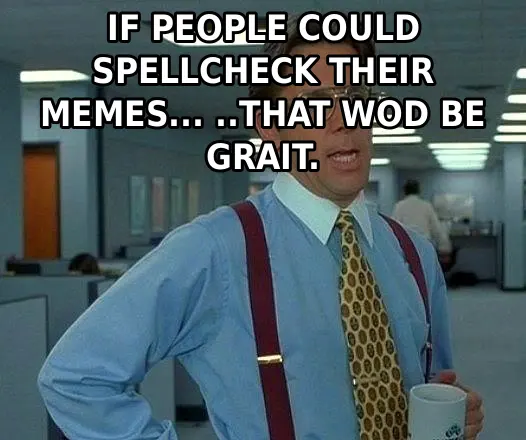 IF PEOPLE COULD
SPELLCHECK THEIR
MEMES... ..THAT WOD BE
GRAIT.